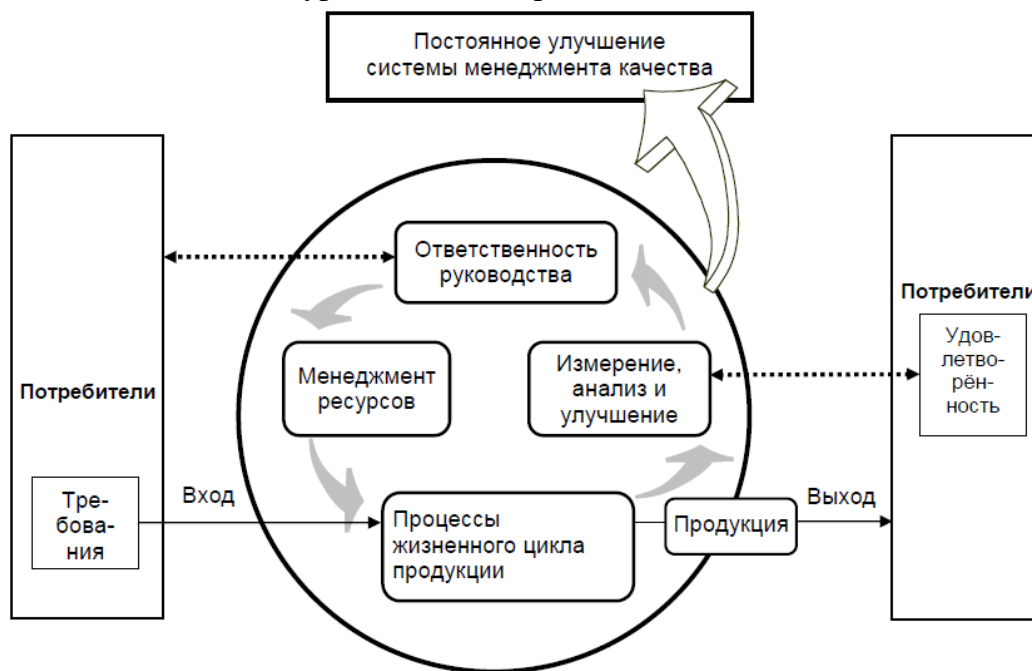 Постоянное улучшение
системы менеджмента качества
Ответственность
руководства
Потребители
Менеджмент
ресурсов
Измерение,
анализ и
улучшение
Потребители
Удов-
летво-
рён-
ность
Тре-
бова-
ния
Вход
Процессы
жизненного цикла
продукции
Продукция
Выход